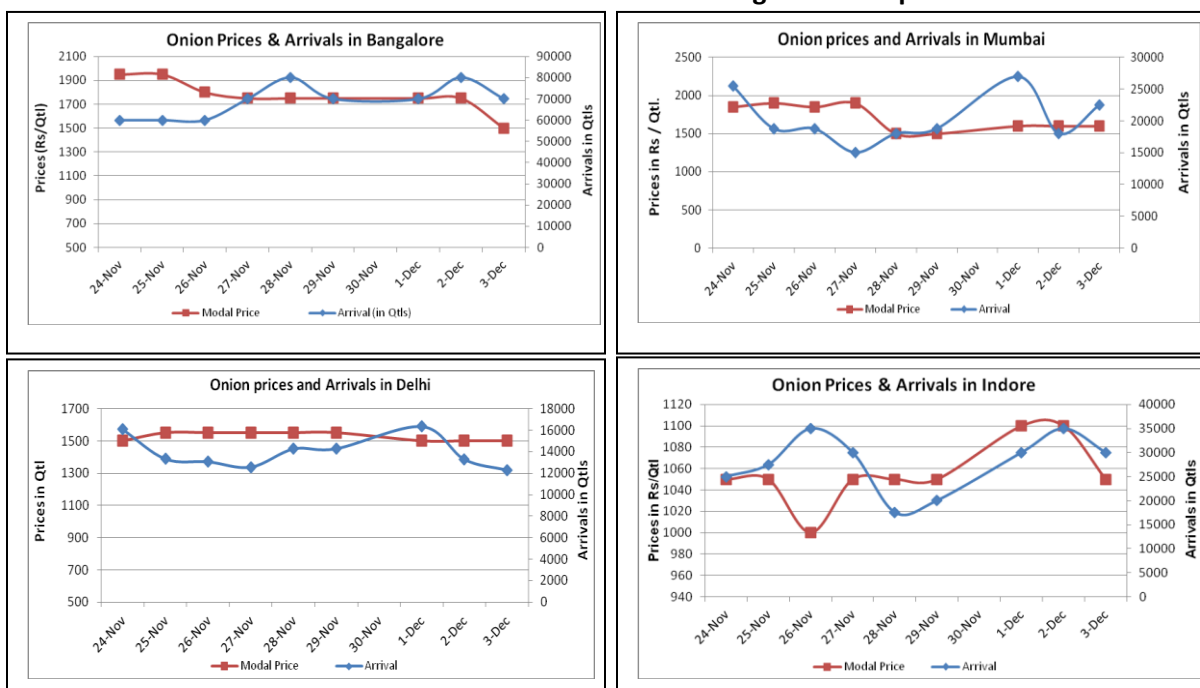 Onion Prices & Arrivals in Bangalore
2100
1900
1700
1500
1300
1100
900
700
500
Prices (Rs/Qtl)
90000
80000
70000
60000
50000
40000
30000
20000
10000
0
Arrivals in Qtls
24-Nov
25-Nov
26-Nov
27-Nov
28-Nov
29-Nov
30-Nov
1-Dec
2-Dec
3-Dec
Modal Price
Arrival (in Qtls)
Onion prices and Arrivals in Mumbai
2500
2000
1500
1000
500
0
Prices in Rs / Qtl.
30000
25000
20000
15000
10000
5000
0
Arrivals in Qtls
24-Nov
25-Nov
26-Nov
27-Nov
28-Nov
29-Nov
30-Nov
1-Dec
2-Dec
3-Dec
Modal Price
Arrival
Onion prices and Arrivals in Delhi
1700
1500
1300
1100
900
700
500
Prices in Qtl
18000
16000
14000
12000
10000
8000
6000
4000
2000
0
Arrivals in Qtls
24-Nov
25-Nov
26-Nov
27-Nov
28-Nov
29-Nov
30-Nov
1-Dec
2-Dec
3-Dec
Modal Price
Arrival
Onion Prices & Arrivals in Indore
1120
1100
1080
1060
1040
1020
1000
980
960
940
Prices in Rs/Qtl
40000
35000
30000
25000
20000
15000
10000
5000
0
Arrivals in Qtls
24-Nov
25-Nov
26-Nov
27-Nov
28-Nov
29-Nov
30-Nov
1-Dec
2-Dec
3-Dec
Modal Price
Arrival